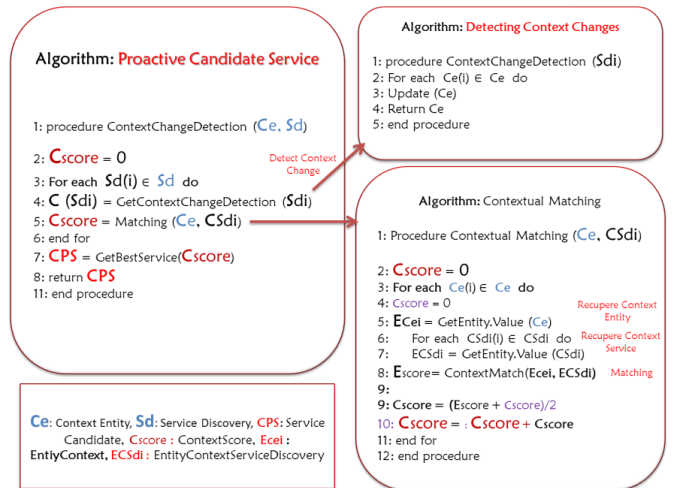 Algorithm: Proactive Candidate Service
1: procedure ContextChangeDetection (Ce, Sd)
2: Cscore = 0
3: For each Sd(i) ∈ Sd do
4: C (Sdi) = GetContextChangeDetection (Sdi)
5: Cscore = Matching (Ce, CSdi)
6: end for
7: CPS = GetBestService(Cscore)
8: return CPS
11: end procedure
Detect Context
Change
Algorithm: Detecting Context Changes
1: procedure ContextChangeDetection (Sdi)
2: For each Ce(i) ∈ Ce do
3: Update (Ce)
4: Return Ce
5: end procedure
Algorithm: Contextual Matching
1: Procedure Contextual Matching (Ce, CSdi)
2: Cscore = 0
3: For each Ce(i) ∈ Ce do
4: Cscore = 0
5: ECei = GetEntity.Value (Ce)
6: For each CSdi(i) ∈ CSdi do
7: ECSdi = GetEntity.Value (CSdi)
8: Escore= ContextMatch(Ecei, ECSdi)
9:
9: Cscore = (Escore + Cscore)/2
10: Cscore = : Cscore + Cscore
11: end for
12: end procedure
Recupere Context
Entity
Recupere Context
Service
Matching
Ce: Context Entity, Sd: Service Discovery, CPS: Service
Candidate, Cscore : ContextScore, Ecei :
EntiyContext, ECSdi : EntityContextServiceDiscovery